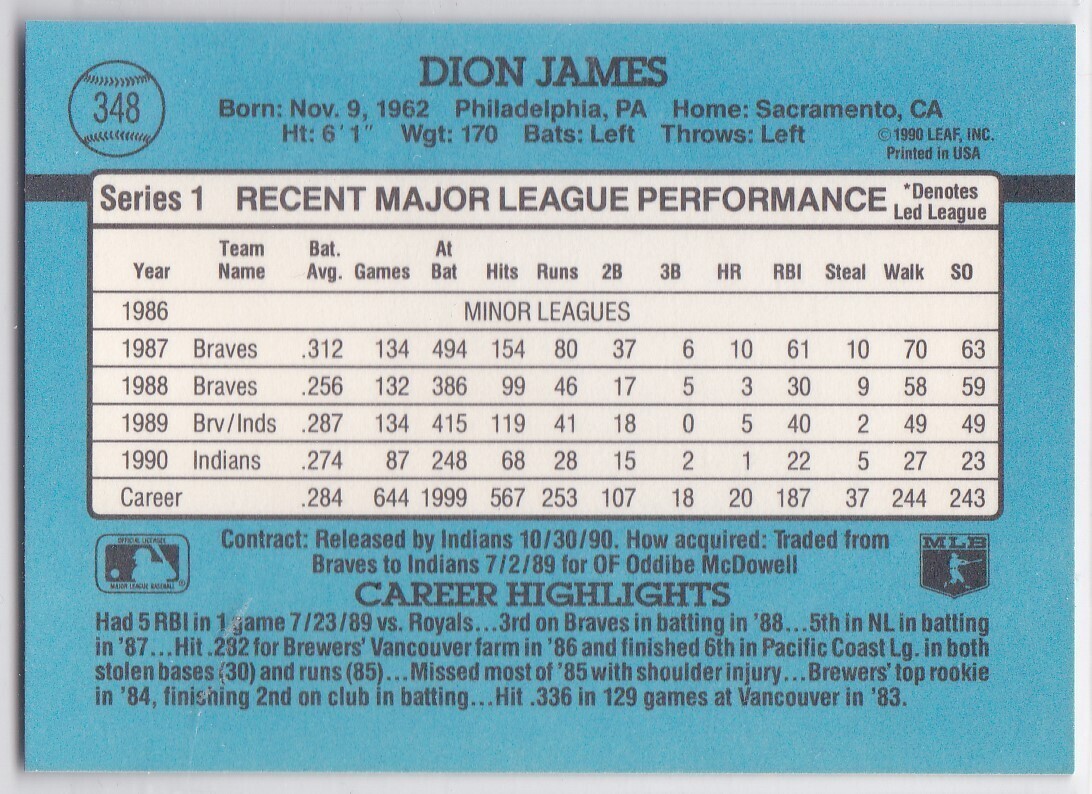 348
DION JAMES
Born: Nov. 9, 1962 Philadelphia, PA Home: Sacramento, CA
Ht: 6' 1" Wgt: 170 Bats: Left Throws: Left
©1990 LEAF, INC.
Printed in USA
Series 1 RECENT MAJOR LEAGUE PERFORMANCE *Denotes Led League
Year Team Name Bat. Avg. Games At Bat Hits Runs 2B 3B HR RBI Steal Walk SO
1986 MINOR LEAGUES
1987 Braves .312 134 494 154 80 37 6 10 61 10 70 63
1988 Braves .256 132 386 99 46 17 5 3 30 9 58 59
1989 Brv/Inds .287 134 415 119 41 18 0 5 40 2 49 49
1990 Indians .274 87 248 68 28 15 2 1 22 5 27 23
Career .284 644 1999 567 253 107 18 20 187 37 244 243
OFFICIAL LICENSEE
MAJOR LEAGUE BASEBALL®
Contract: Released by Indians 10/30/90. How acquired: Traded from
Braves to Indians 7/2/89 for OF Oddibe McDowell
MLB
CAREER HIGHLIGHTS
Had 5 RBI in 1 game 7/23/89 vs. Royals...3rd on Braves in batting in '88...5th in NL in batting
in '87...Hit .282 for Brewers' Vancouver farm in '86 and finished 6th in Pacific Coast Lg. in both
stolen bases (30) and runs (85)...Missed most of '85 with shoulder injury...Brewers' top rookie
in '84, finishing 2nd on club in batting...Hit .336 in 129 games at Vancouver in '83.